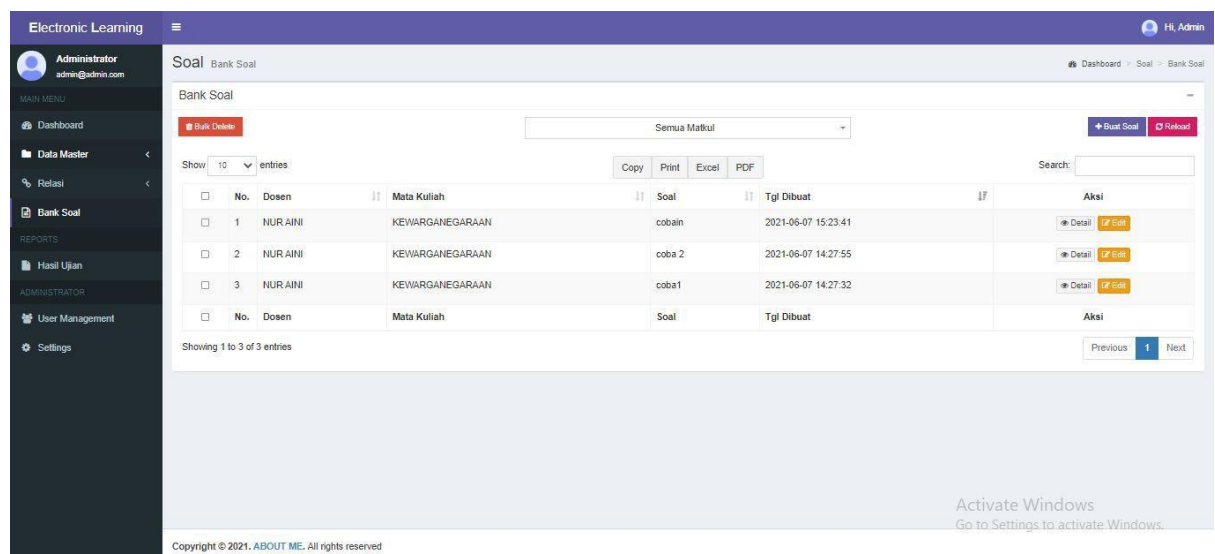 Electronic Learning
Hi, Admin
Administrator
admin@admin.com
MAIN MENU
Dashboard
Data Master
Relasi
Bank Soal
REPORTS
Hasil Ujian
ADMINISTRATOR
User Management
Settings
Soal Bank Soal
Dashboard > Soal > Bank Soal
Bank Soal
Bulk Delete
Semua Matkul
+ Buat Soal
Reload
Show 10 entries
Copy Print Excel PDF
Search:
No. Dosen Mata Kuliah Soal Tgl Dibuat Aksi
1 NUR AINI KEWARGANEGARAAN cobain 2021-06-07 15:23:41 Detail Edit
2 NUR AINI KEWARGANEGARAAN coba 2 2021-06-07 14:27:55 Detail Edit
3 NUR AINI KEWARGANEGARAAN coba1 2021-06-07 14:27:32 Detail Edit
No. Dosen Mata Kuliah Soal Tgl Dibuat Aksi
Showing 1 to 3 of 3 entries
Previous 1 Next
Activate Windows
Go to Settings to activate Windows.
Copyright © 2021. ABOUT ME. All rights reserved